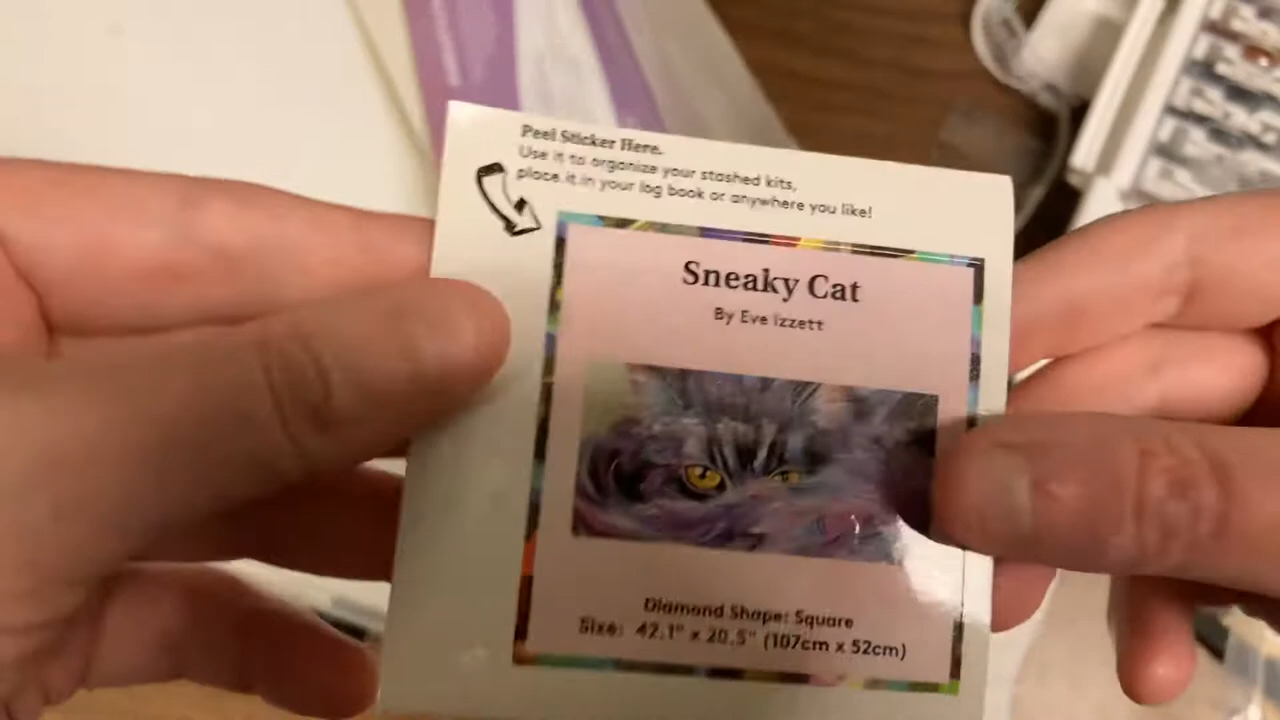 Peel Sticker Here.
Use it to organize your stashed kits,
place it in your log book or anywhere you like!
Sneaky Cat
By Eve Izzett
Diamond Shape: Square
Size: 42.1" x 20.5" (107cm x 52cm)